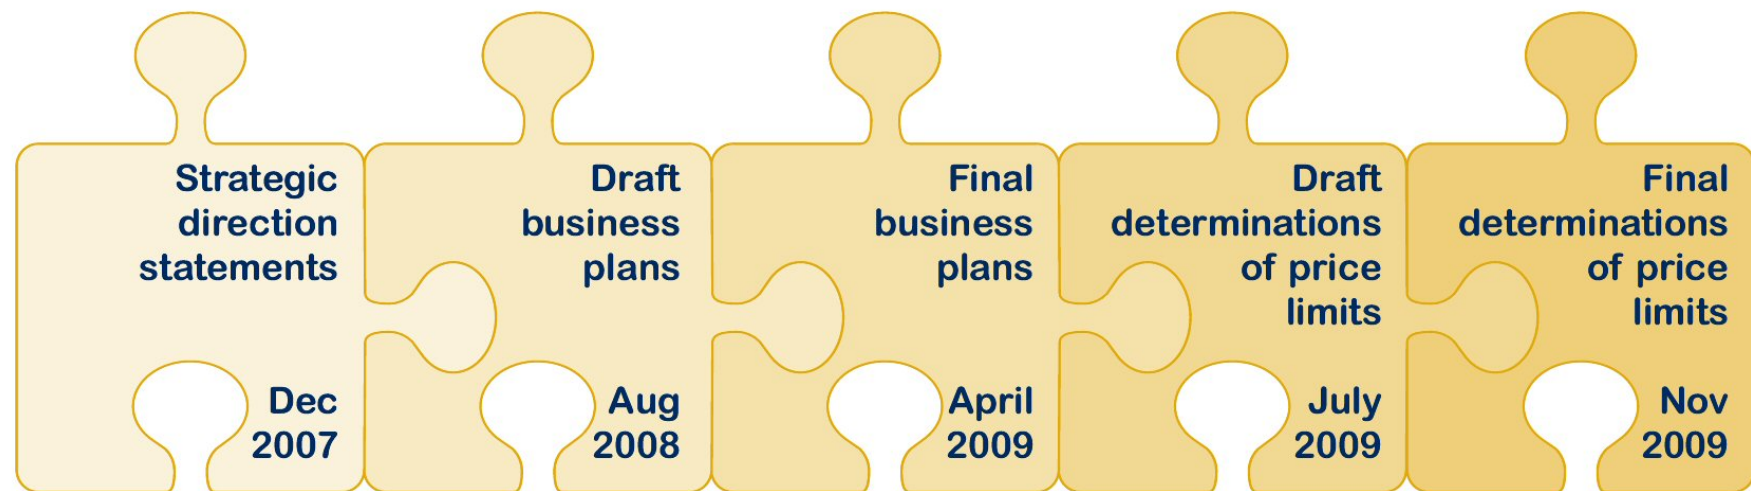 Strategic
direction
statements
Dec
2007
Draft
business
plans
Aug
2008
Final
business
plans
April
2009
Draft
determinations
of price
limits
July
2009
Final
determinations
of price
limits
Nov
2009